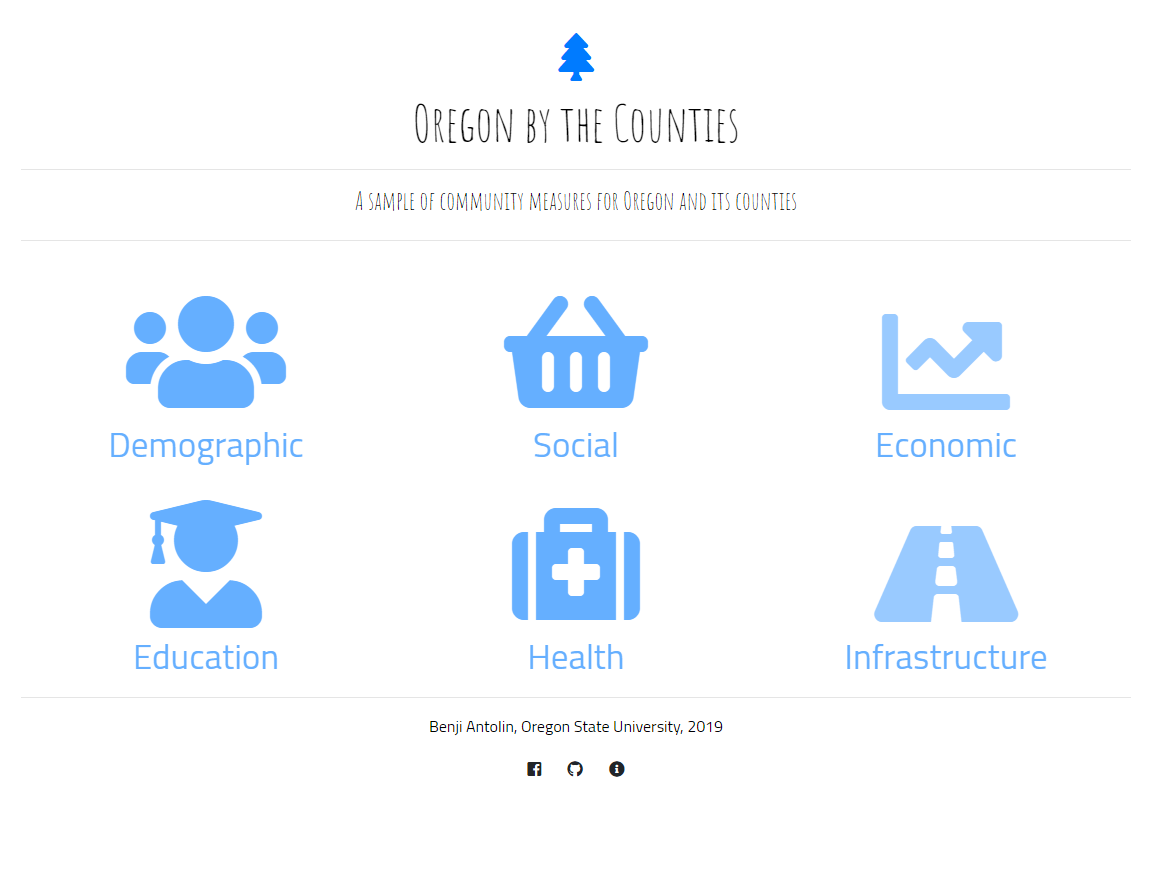 Oregon by the Counties
A sample of community measures for Oregon and its counties
Demographic
Social
Economic
Education
Health
Infrastructure
Benji Antolin, Oregon State University, 2019